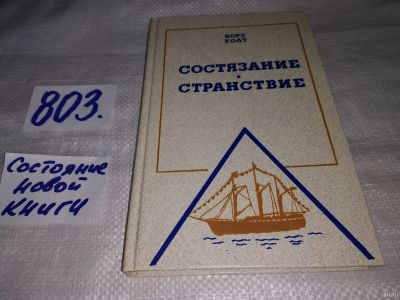 КОРЕ
ХОЛТ
СОСТЯЗАНИЕ
•
СТРАНСТВИЕ
803.
Состояние
новой
книги